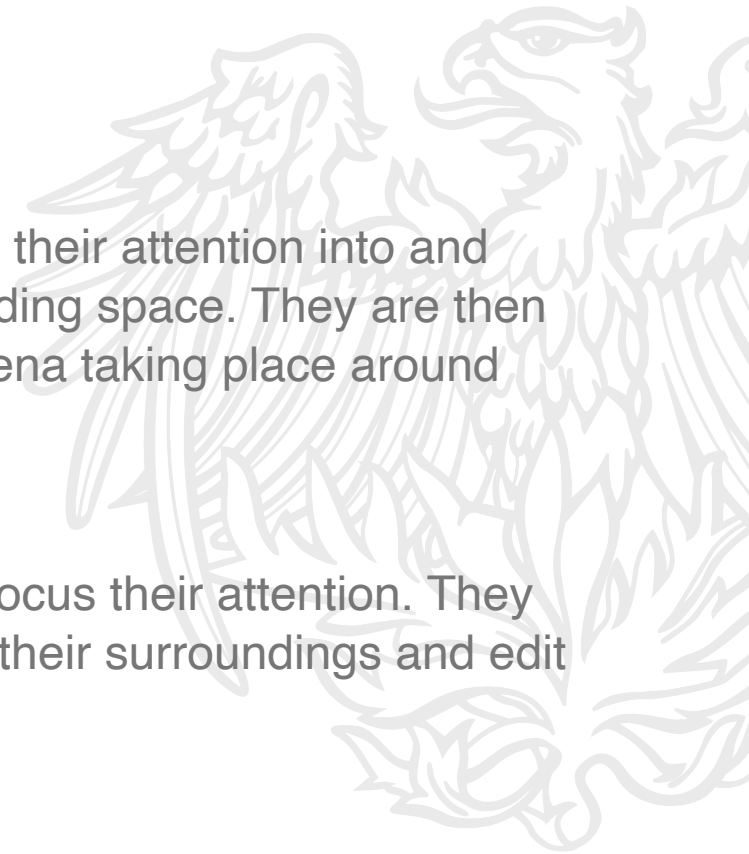 their attention into and
ding space. They are then
ena taking place around
ocus their attention. They
their surroundings and edit